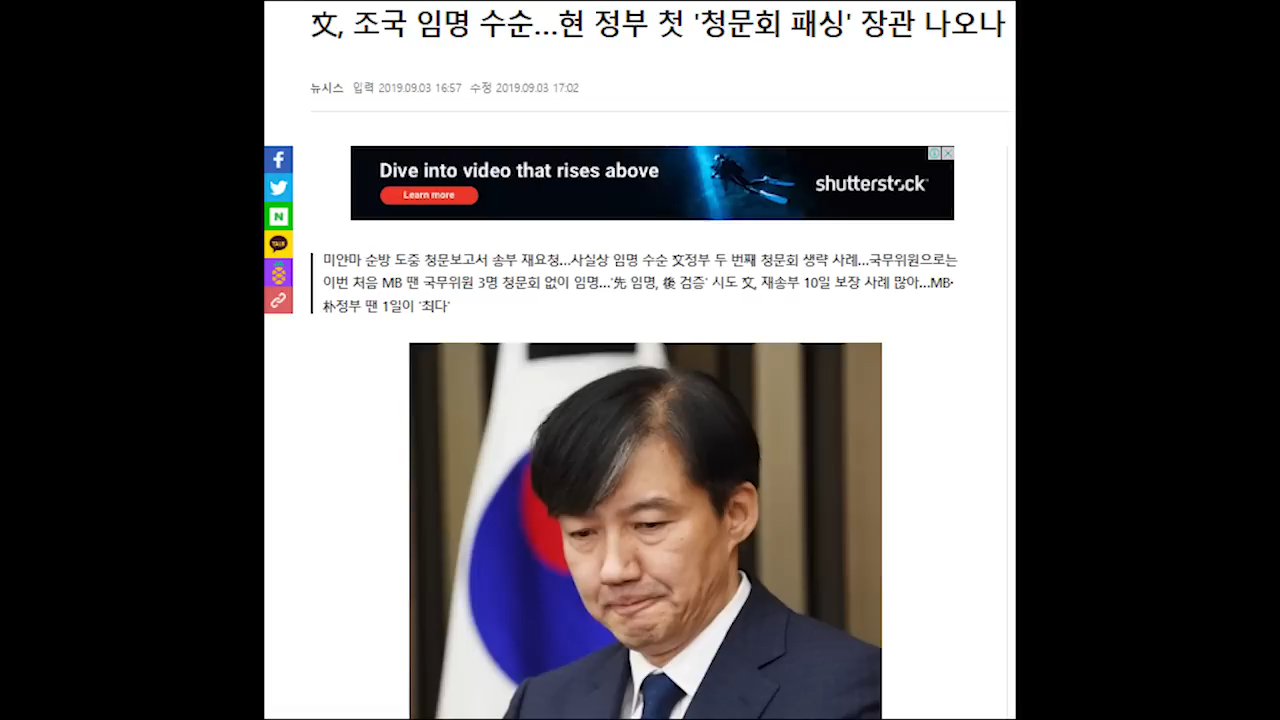 文, 조국 임명 수순...현 정부 첫 '청문회 패싱' 장관 나오나
뉴시스 입력 2019.09.03 16:57 수정 2019.09.03 17:02
Dive into video that rises above
Learn more
shutterstock
N
TALK
미얀마 순방 도중 청문보고서 송부 재요청...사실상 임명 수순 文정부 두 번째 청문회 생략 사례...국무위원으로는
이번 처음 MB 땐 국무위원 3명 청문회 없이 임명...'先 임명, 後 검증' 시도 文, 재송부 10일 보장 사례 많아...MB·
朴정부 땐 1일이 '최다'